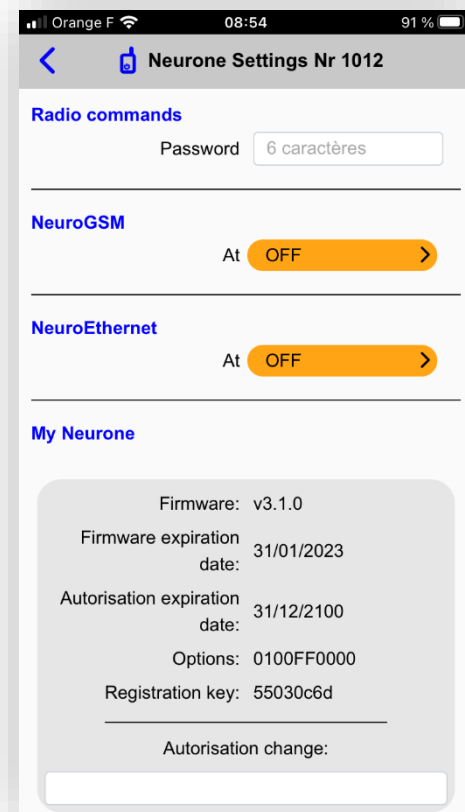 Orange F 08:54 91 %
Neurone Settings Nr 1012
Radio commands
Password 6 caractères
NeuroGSM
At OFF
NeuroEthernet
At OFF
My Neurone
Firmware: v3.1.0
Firmware expiration
date: 31/01/2023
Autorisation expiration
date: 31/12/2100
Options: 0100FF0000
Registration key: 55030c6d
Autorisation change: